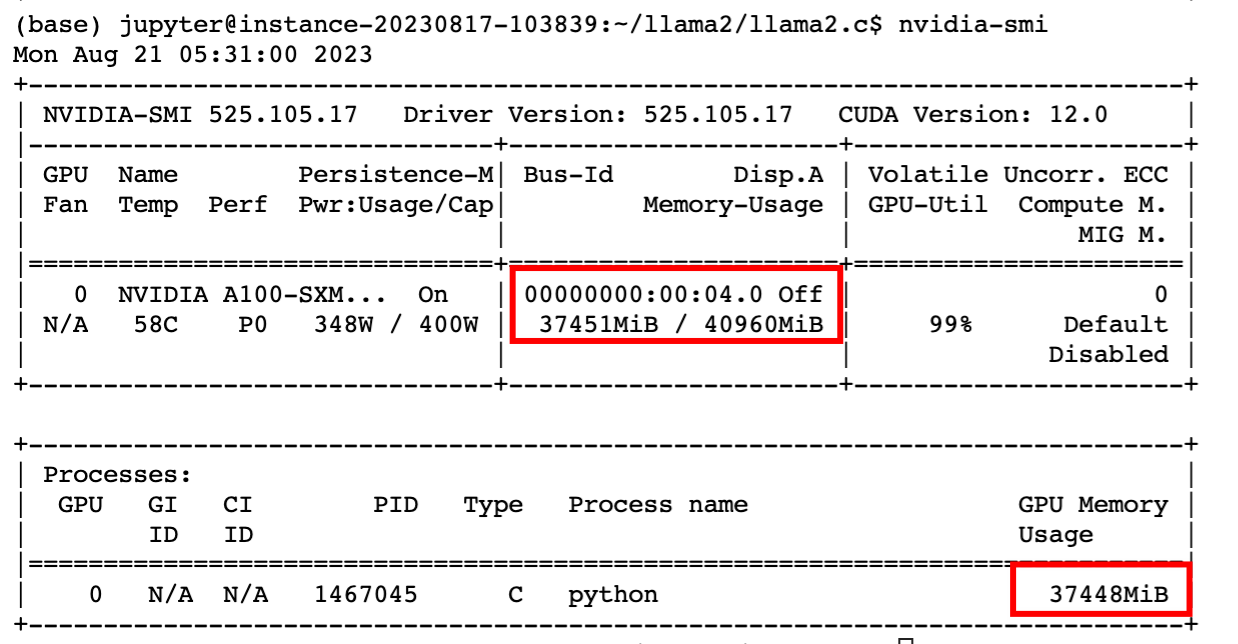 (base) jupyter@instance-20230817-103839:~/llama2/llama2.c$ nvidia-smi
Mon Aug 21 05:31:00 2023
+-----------------------------------------------------------------------------+
| NVIDIA-SMI 525.105.17   Driver Version: 525.105.17   CUDA Version: 12.0     |
|-------------------------------+----------------------+----------------------+
| GPU  Name        Persistence-M| Bus-Id        Disp.A | Volatile Uncorr. ECC |
| Fan  Temp  Perf  Pwr:Usage/Cap|         Memory-Usage | GPU-Util  Compute M. |
|                               |                      |               MIG M. |
|===============================+======================+======================|
|   0  NVIDIA A100-SXM...  On   | 00000000:00:04.0 Off |                    0 |
| N/A   58C    P0   348W / 400W |  37451MiB / 40960MiB |     99%      Default |
|                               |                      |             Disabled |
+-------------------------------+----------------------+----------------------+
+-----------------------------------------------------------------------------+
| Processes:                                                                  |
|  GPU   GI   CI        PID   Type   Process name                  GPU Memory |
|        ID   ID                                                   Usage      |
|=============================================================================|
|    0   N/A  N/A   1467045      C   python                          37448MiB |
+-----------------------------------------------------------------------------+